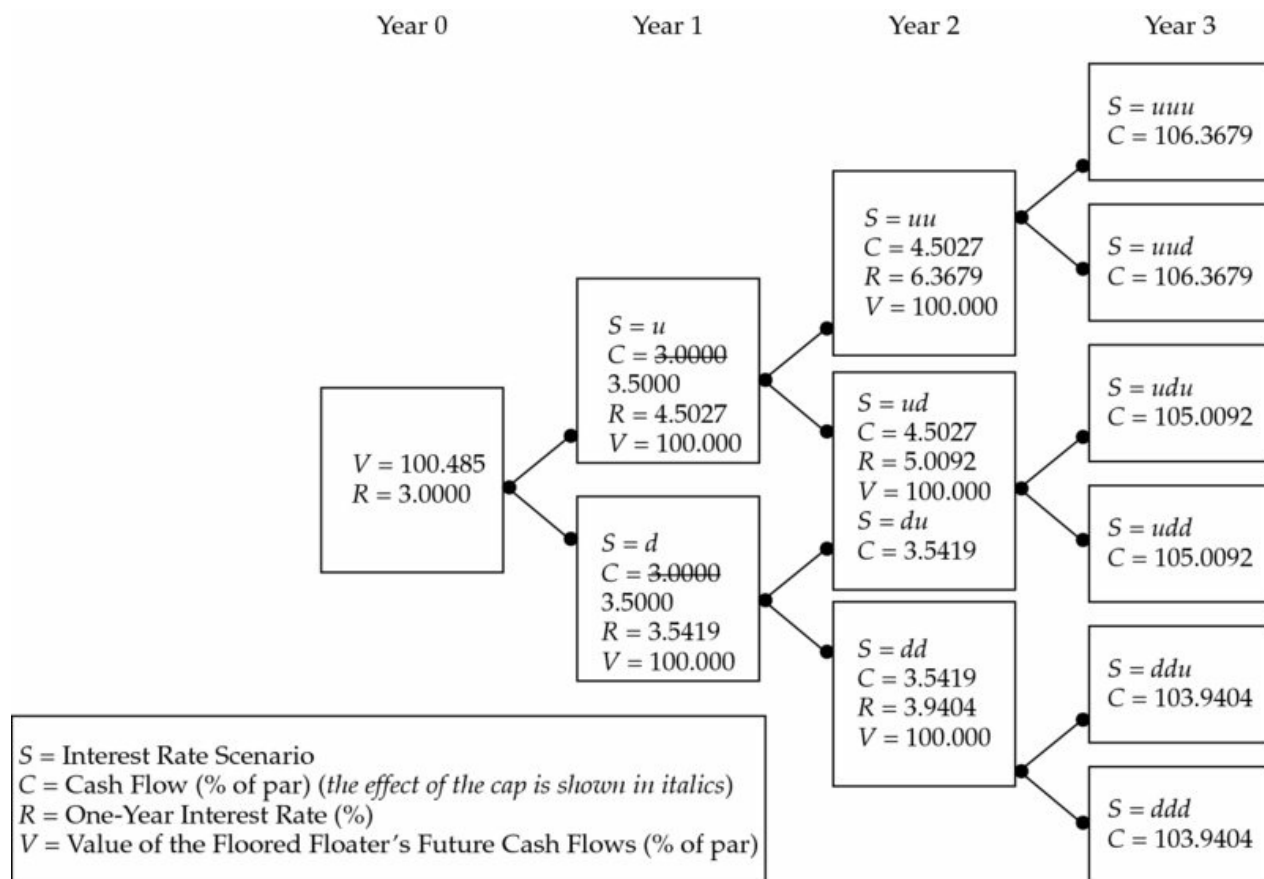 Year 0
Year 1
Year 2
Year 3
V = 100.485
R = 3.0000
S = u
C = 3.0000
3.5000
R = 4.5027
V = 100.000
S = d
C = 3.0000
3.5000
R = 3.5419
V = 100.000
S = uu
C = 4.5027
R = 6.3679
V = 100.000
S = ud
C = 4.5027
R = 5.0092
V = 100.000
S = du
C = 3.5419
S = dd
C = 3.5419
R = 3.9404
V = 100.000
S = uuu
C = 106.3679
S = uud
C = 106.3679
S = udu
C = 105.0092
S = udd
C = 105.0092
S = ddu
C = 103.9404
S = ddd
C = 103.9404
S = Interest Rate Scenario
C = Cash Flow (% of par) (the effect of the cap is shown in italics)
R = One-Year Interest Rate (%)
V = Value of the Floored Floater's Future Cash Flows (% of par)